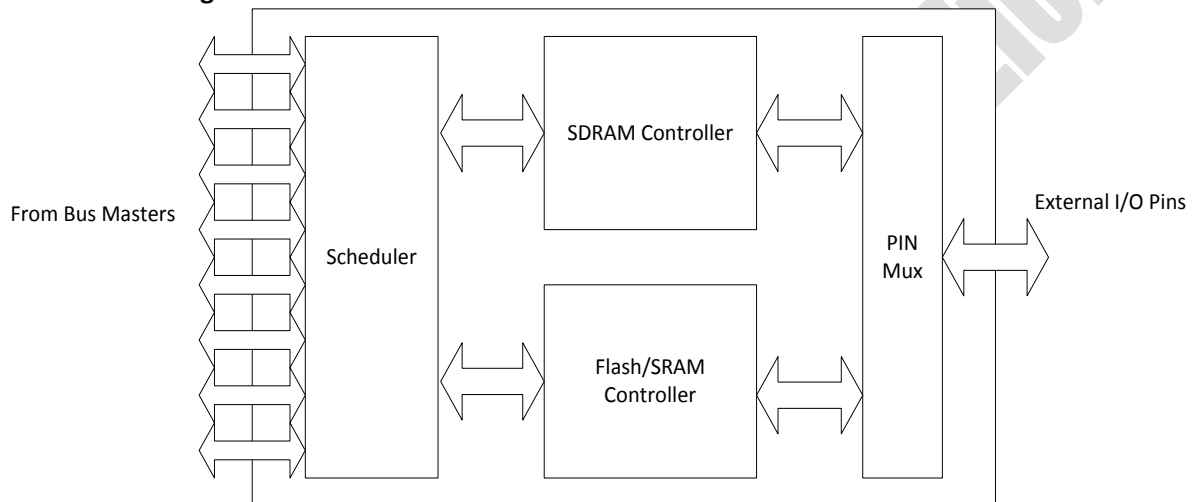 From Bus Masters
Scheduler
SDRAM Controller
Flash/SRAM
Controller
PIN
Mux
External I/O Pins